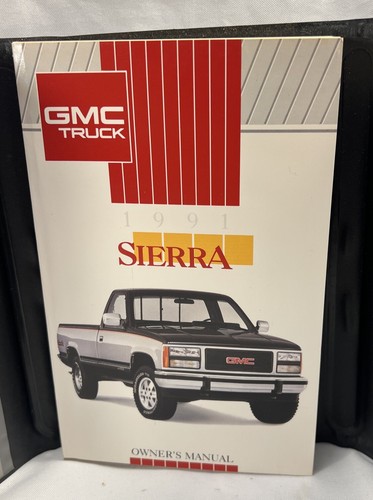 GMC
TRUCK
1991
SIERRA
GMC
OWNER'S MANUAL